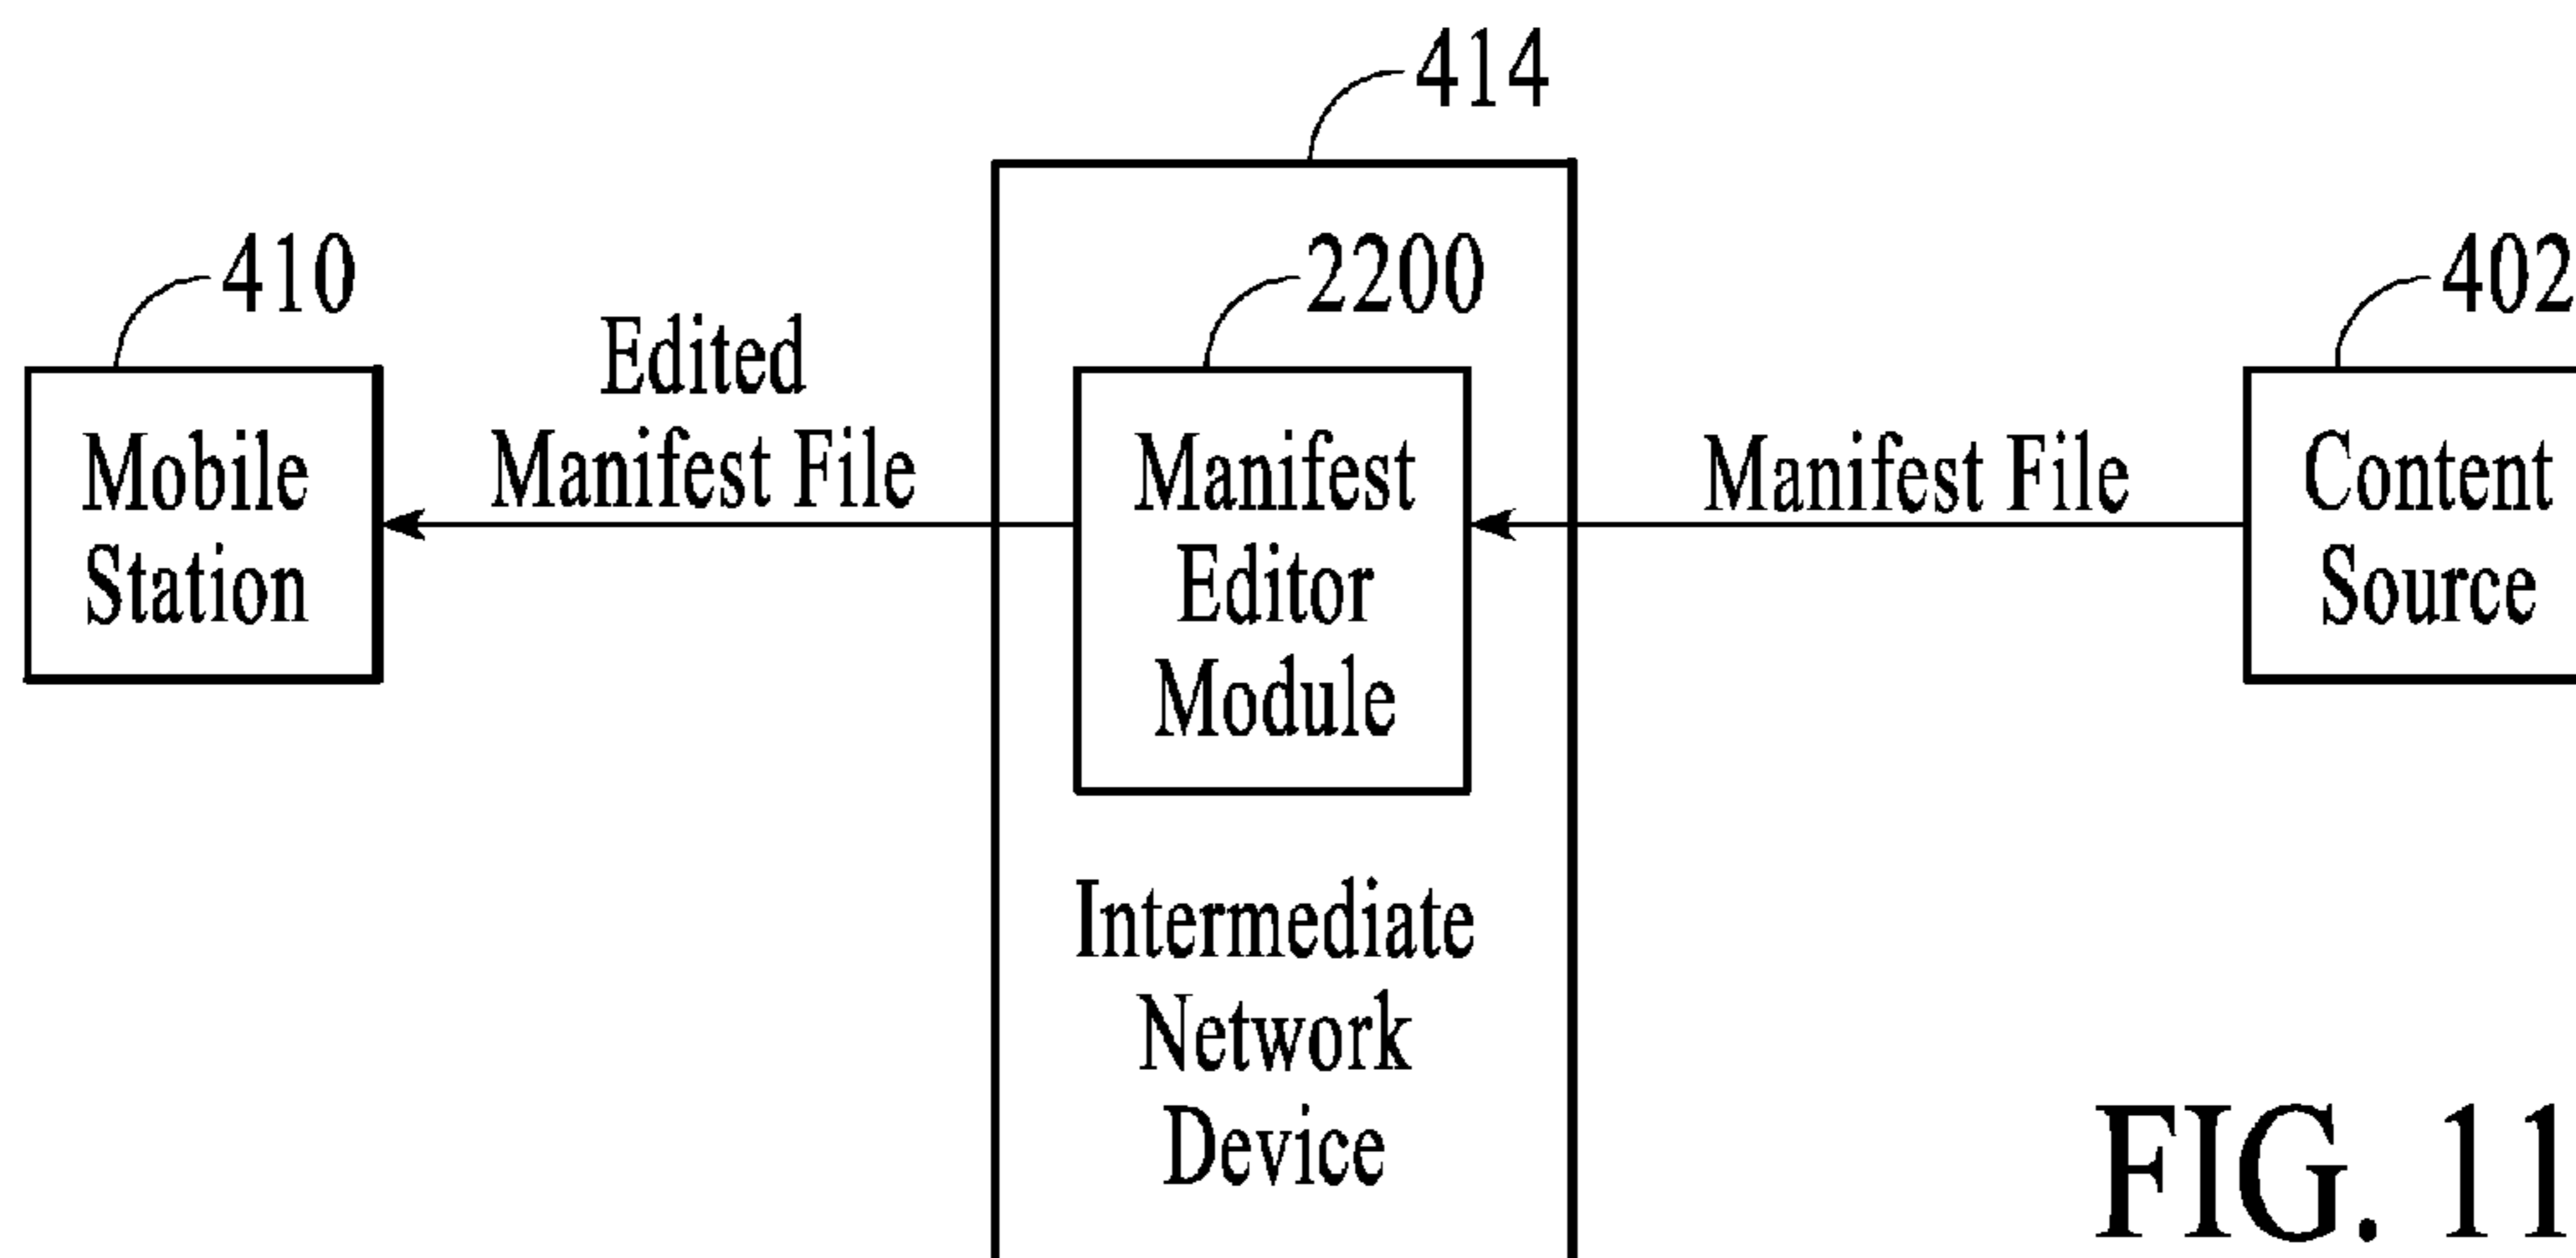 414
410
2200
402
Edited
Manifest File
Mobile
Station
Manifest
Editor
Module
Manifest File
Content
Source
Intermediate
Network
Device
FIG. 11